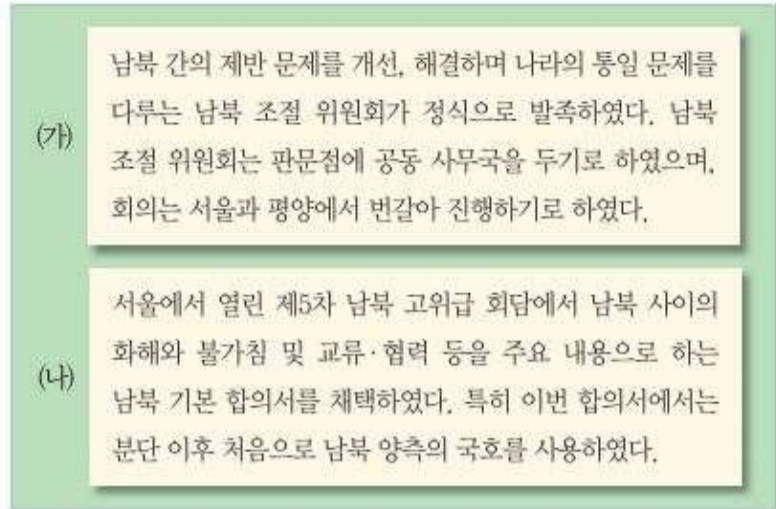 (가)
남북 간의 제반 문제를 개선, 해결하며 나라의 통일 문제를
다루는 남북 조절 위원회가 정식으로 발족하였다. 남북
조절 위원회는 판문점에 공동 사무국을 두기로 하였으며,
회의는 서울과 평양에서 번갈아 진행하기로 하였다.
(나)
서울에서 열린 제5차 남북 고위급 회담에서 남북 사이의
화해와 불가침 및 교류·협력 등을 주요 내용으로 하는
남북 기본 합의서를 채택하였다. 특히 이번 합의서에서는
분단 이후 처음으로 남북 양측의 국호를 사용하였다.